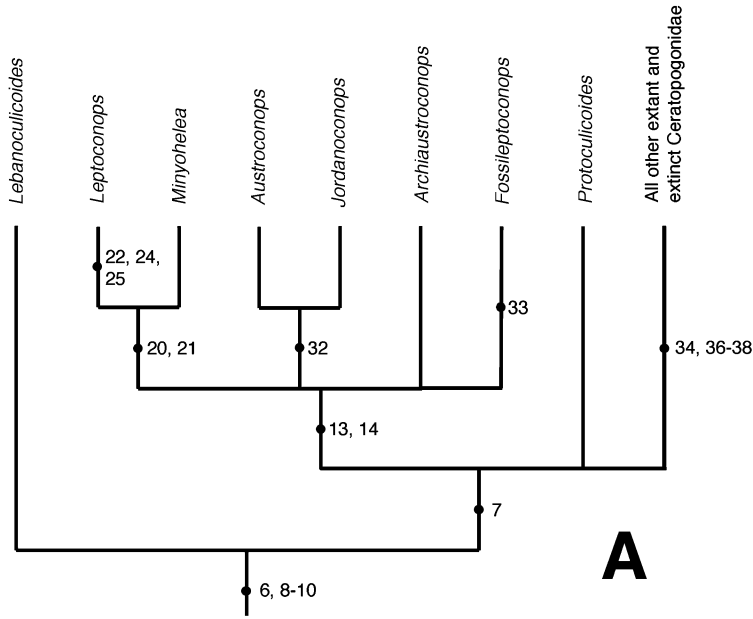 Lebanoculicoides
Leptoconops
Minyohelea
Austroconops
Jordanoconops
Archiaustroconops
Fossileptoconops
Protoculicoides
All other extant and
extinct Ceratopogonidae
22, 24,
25
33
20, 21
32
34, 36-38
13, 14
7
A
6, 8-10